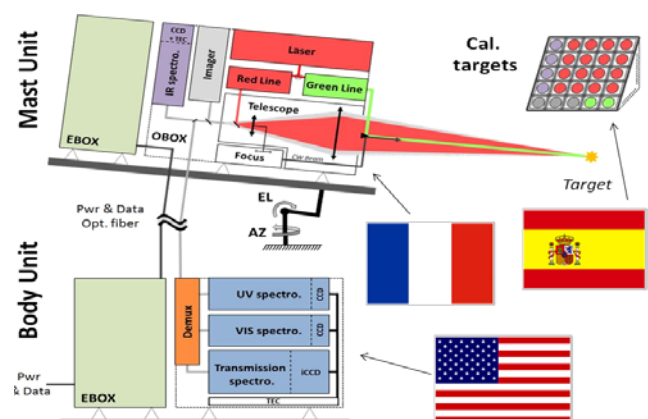 Mast Unit
CCD
+ TEC
IR spectro.
Imager
Laser
Red Line
Green Line
Telescope
EBOX
OBOX
Focus
CW Beam
Cal.
targets
Target
EL
AZ
Pwr & Data
Opt. fiber
Body Unit
EBOX
Demux
UV spectro.
CCD
VIS spectro.
CCD
Transmission
spectro.
iCCD
TEC
Pwr
& Data